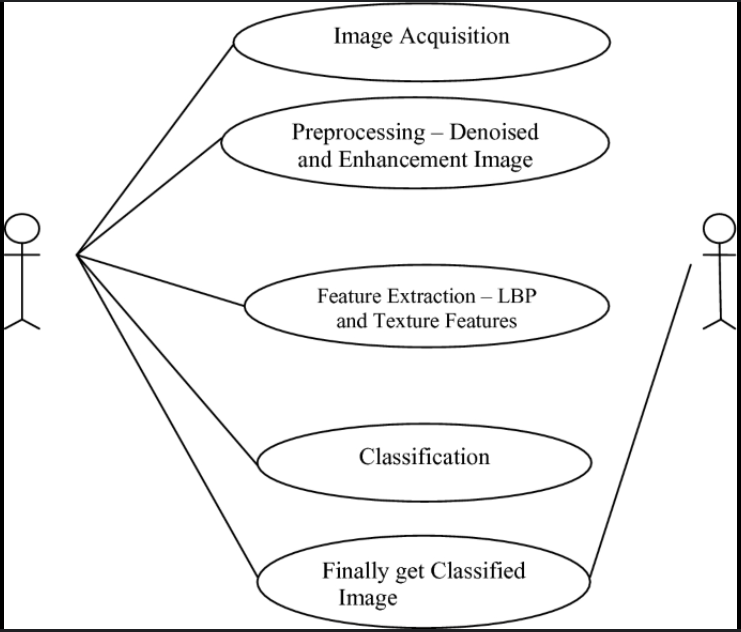 Image Acquisition
Preprocessing – Denoised
and Enhancement Image
Feature Extraction – LBP
and Texture Features
Classification
Finally get Classified
Image